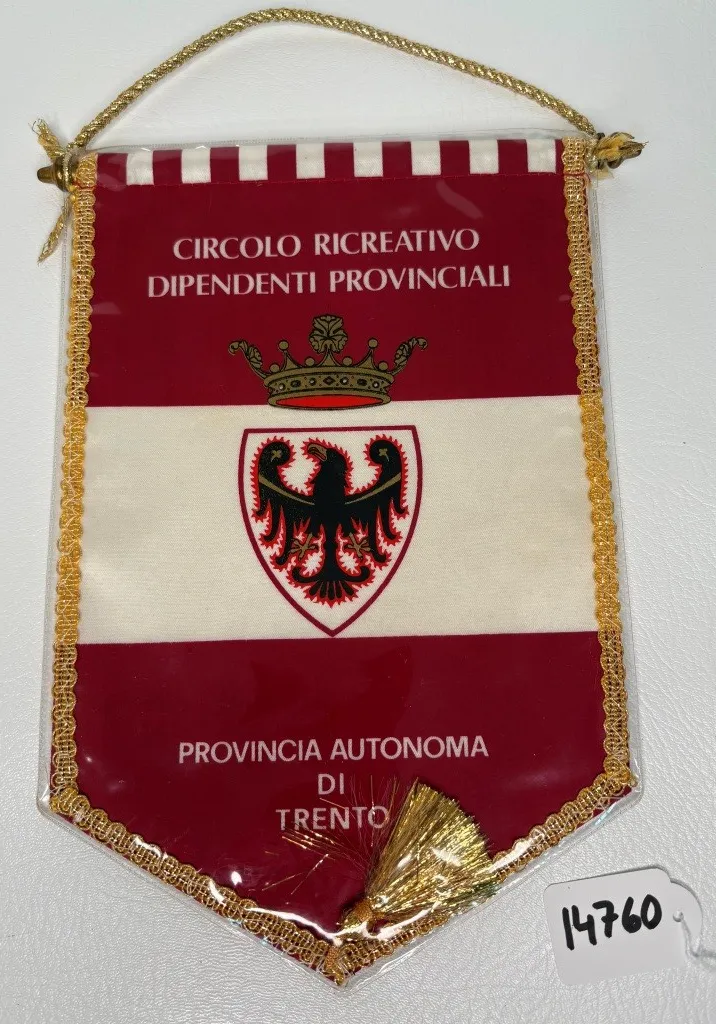 CIRCOLO RICREATIVO
DIPENDENTI PROVINCIALI
PROVINCIA AUTONOMA
DI
TRENTO
14760